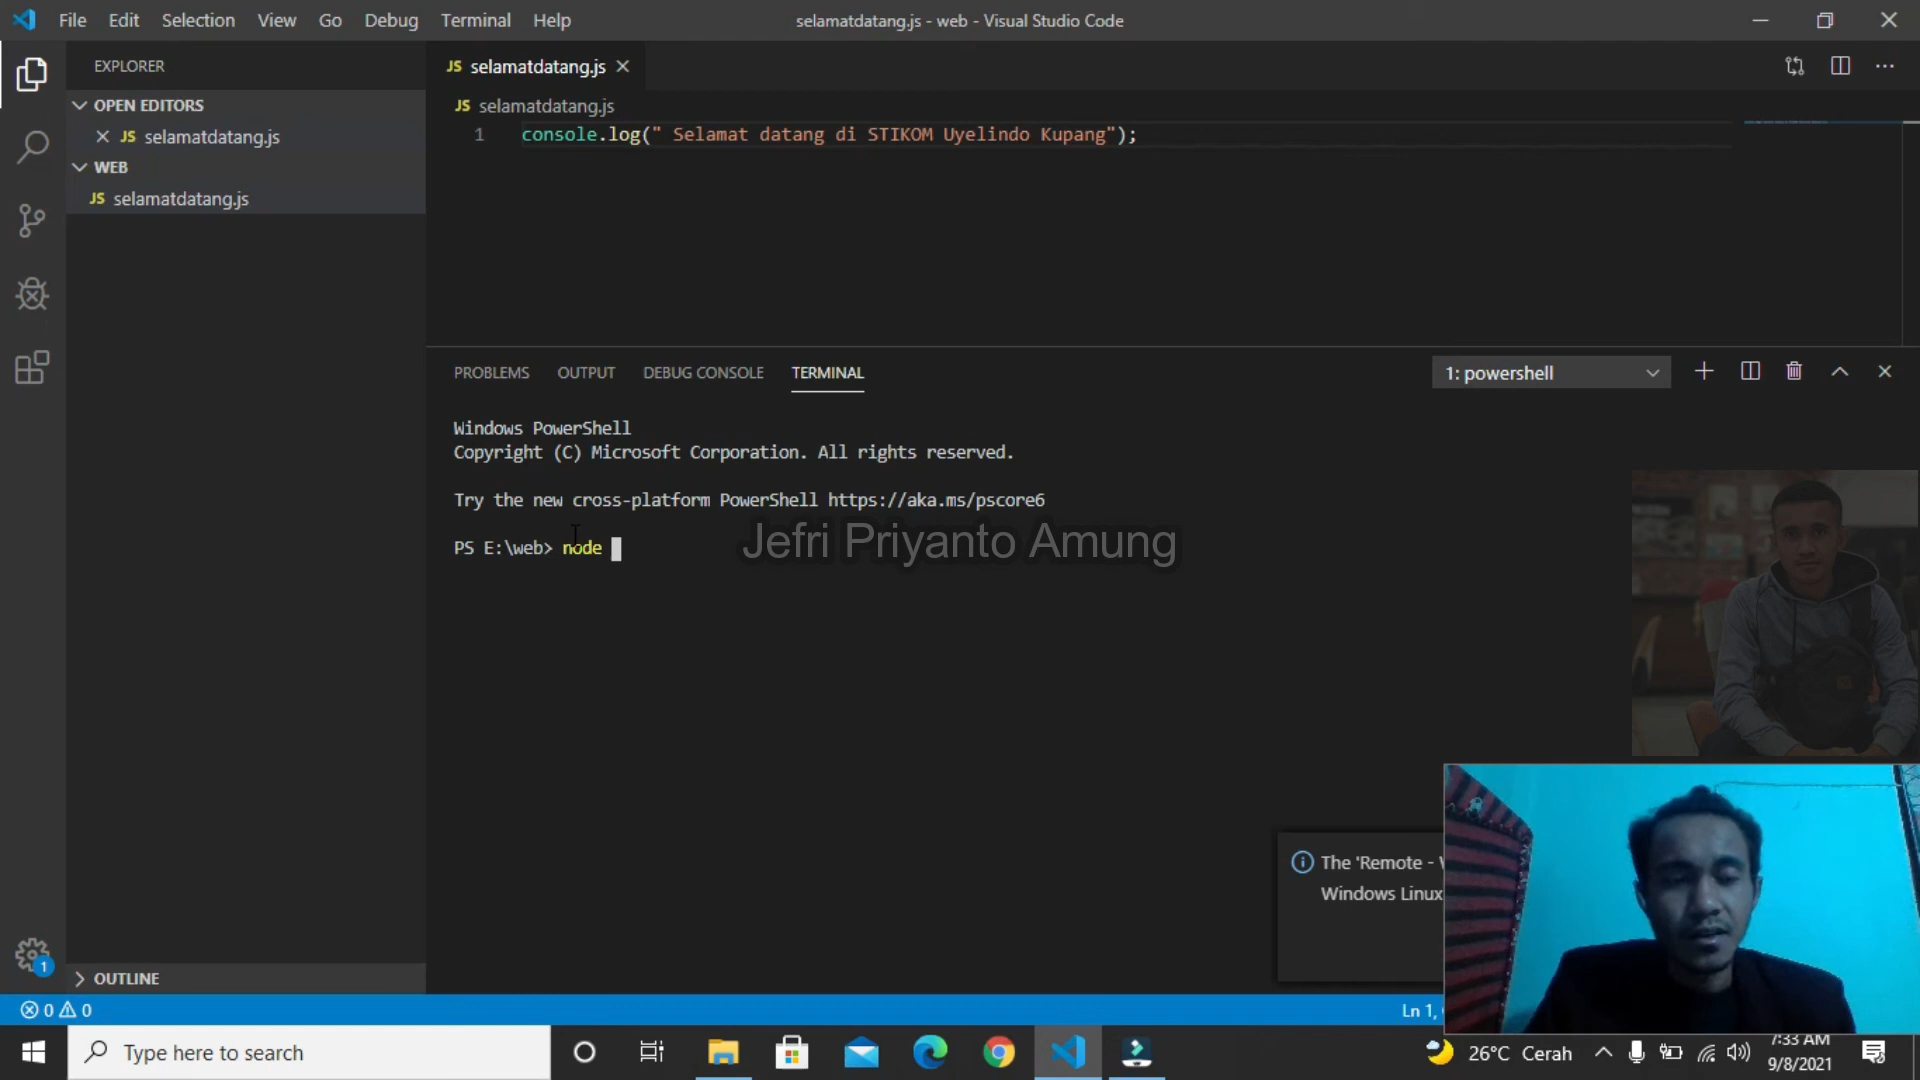 File Edit Selection View Go Debug Terminal Help
selamatdatang.js - web - Visual Studio Code
EXPLORER
OPEN EDITORS
JS selamatdatang.js
WEB
JS selamatdatang.js
JS selamatdatang.js
JS selamatdatang.js
1 console.log(" Selamat datang di STIKOM Uyelindo Kupang");
PROBLEMS OUTPUT DEBUG CONSOLE TERMINAL
1: powershell
Windows PowerShell
Copyright (C) Microsoft Corporation. All rights reserved.
Try the new cross-platform PowerShell https://aka.ms/pscore6
PS E:\web> node
Jefri Priyanto Amung
The 'Remote -
Windows Linux
1
OUTLINE
0 0
Ln 1,
Type here to search
26°C Cerah
7:33 AM
9/8/2021